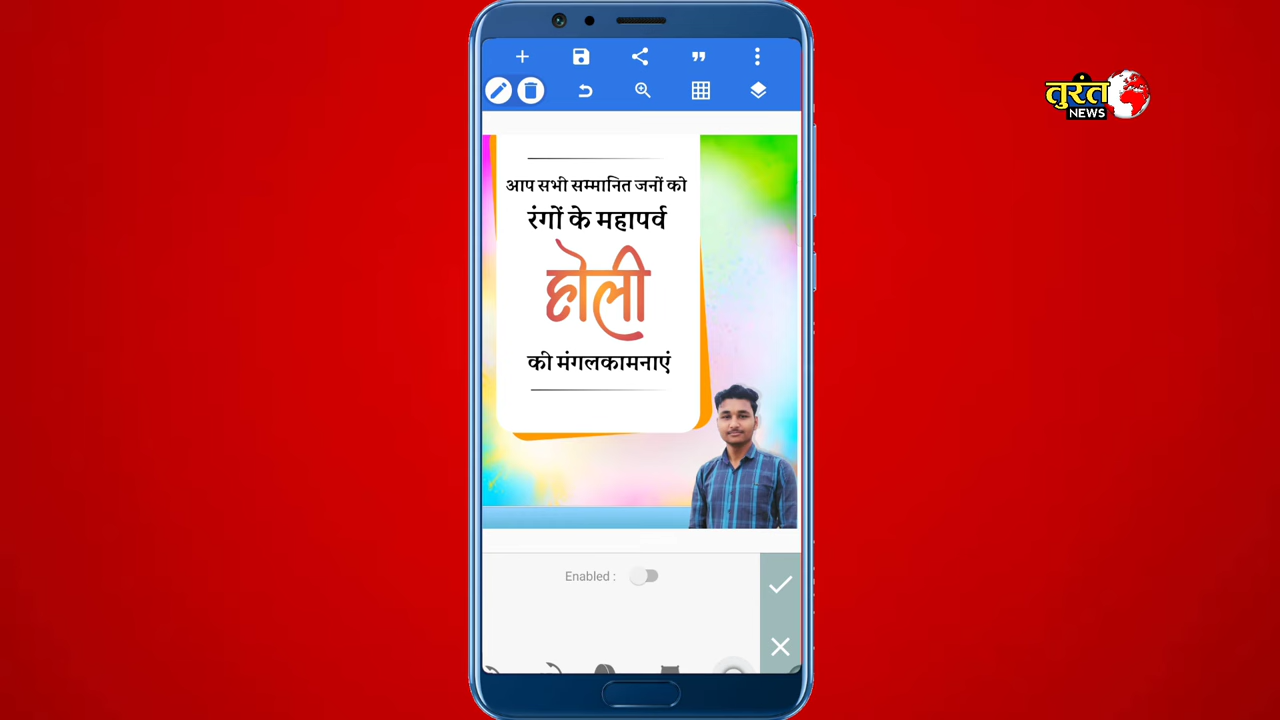 तुरंत
NEWS
आप सभी सम्मानित जनों को
रंगों के महापर्व
होली
की मंगलकामनाएं
Enabled :